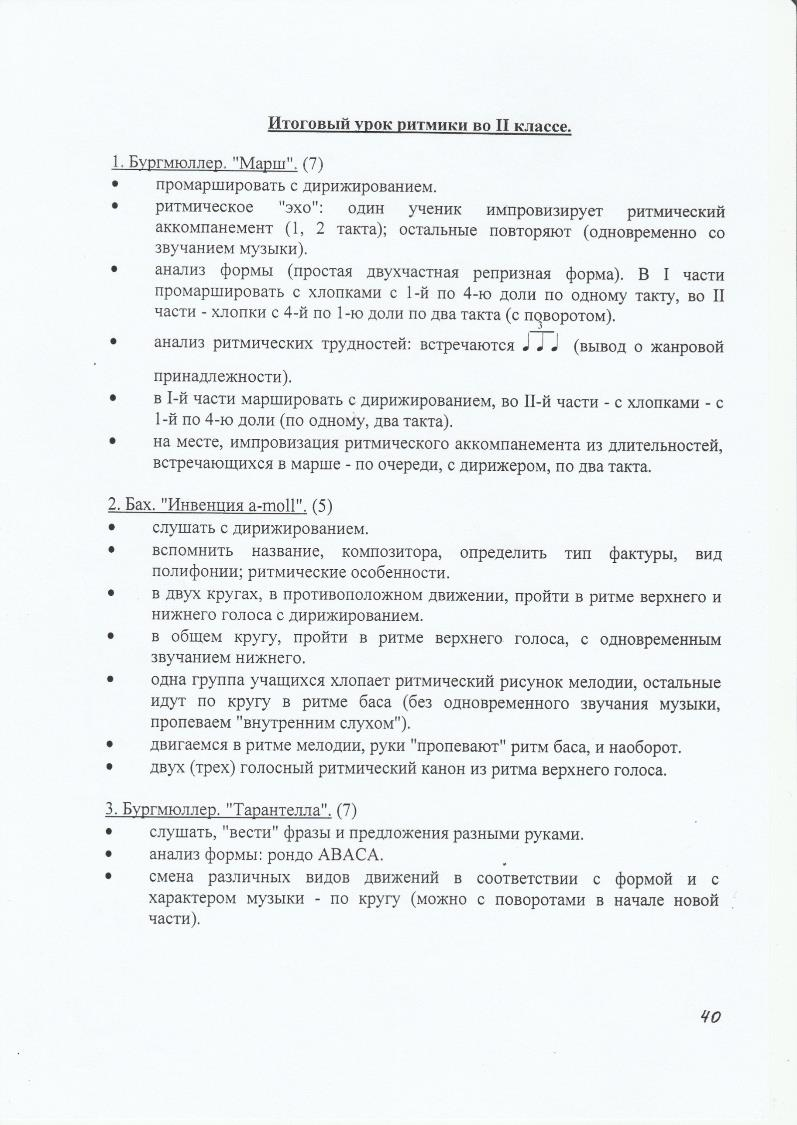 Итоговый урок ритмики во II классе.
1. Бургмюллер. "Марш". (7)
• промаршировать с дирижированием.
• ритмическое "эхо": один ученик импровизирует ритмический
аккомпанемент (1, 2 такта); остальные повторяют (одновременно со
звучанием музыки).
• анализ формы (простая двухчастная репризная форма). В I части
промаршировать с хлопками с 1-й по 4-ю доли по одному такту, во II
части - хлопки с 4-й по 1-ю доли по два такта (с поворотом).
3
• анализ ритмических трудностей: встречаются ♩♩♩ (вывод о жанровой
принадлежности).
• в I-й части маршировать с дирижированием, во II-й части - с хлопками - с
1-й по 4-ю доли (по одному, два такта).
• на месте, импровизация ритмического аккомпанемента из длительностей,
встречающихся в марше - по очереди, с дирижером, по два такта.
2. Бах. "Инвенция a-moll". (5)
• слушать с дирижированием.
• вспомнить название, композитора, определить тип фактуры, вид
полифонии; ритмические особенности.
• в двух кругах, в противоположном движении, пройти в ритме верхнего и
нижнего голоса с дирижированием.
• в общем кругу, пройти в ритме верхнего голоса, с одновременным
звучанием нижнего.
• одна группа учащихся хлопает ритмический рисунок мелодии, остальные
идут по кругу в ритме баса (без одновременного звучания музыки,
пропеваем "внутренним слухом").
• двигаемся в ритме мелодии, руки "пропевают" ритм баса, и наоборот.
• двух (трех) голосный ритмический канон из ритма верхнего голоса.
3. Бургмюллер. "Тарантелла". (7)
• слушать, "вести" фразы и предложения разными руками.
• анализ формы: рондо АВАСА.
• смена различных видов движений в соответствии с формой и с
характером музыки - по кругу (можно с поворотами в начале новой
части).
40